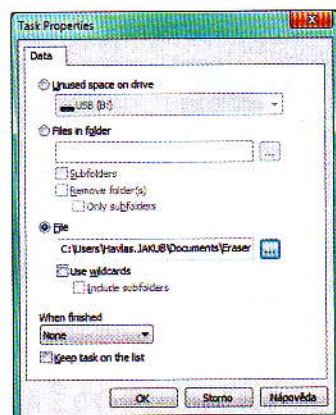 Task Properties
Data
Unused space on drive
USB (B:)
Files in folder
...
Subfolders
Remove folder(s)
Only subfolders
File
C:\Users\Havlas.JAKUB\Documents\Eraser
...
Use wildcards
Include subfolders
When finished
None
Keep task on the list
OK
Storno
Nápověda